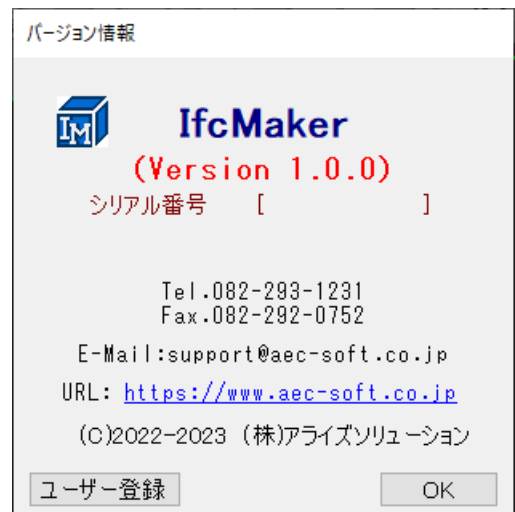 バージョン情報
IM
IfcMaker
(Version 1.0.0)
シリアル番号 [ ]
Tel.082-293-1231
Fax.082-292-0752
E-Mail:support@aec-soft.co.jp
URL: https://www.aec-soft.co.jp
(C)2022-2023 (株)アライズソリューション
ユーザー登録 OK